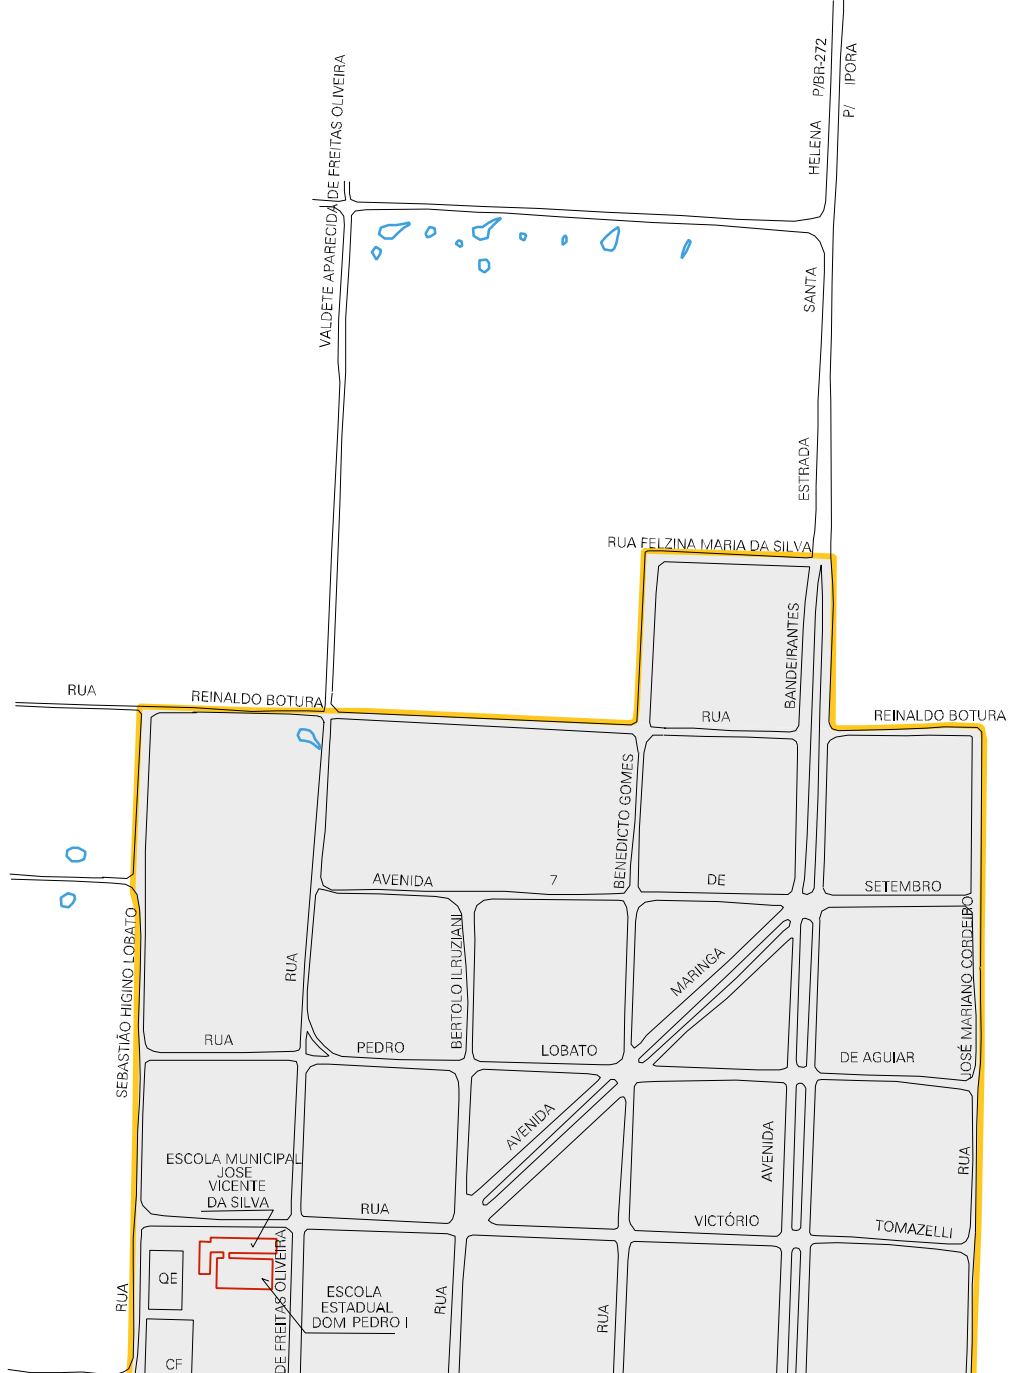 VALDETE APARECIDA DE FREITAS OLIVEIRA
P/BR-272
P/ IPORA
HELENA
SANTA
ESTRADA
RUA FELZINA MARIA DA SILVA
BANDEIRANTES
RUA
REINALDO BOTURA
RUA
REINALDO BOTURA
BENEDICTO GOMES
AVENIDA
7
DE
SETEMBRO
SEBASTIÃO HIGINO LOBATO
RUA
BERTOLO ILRUZIANI
MARINGA
JOSÉ MARIANO CORDEIRO
RUA
PEDRO
LOBATO
DE AGUIAR
AVENIDA
AVENIDA
RUA
ESCOLA MUNICIPAL
JOSE
VICENTE
DA SILVA
RUA
VICTÓRIO
TOMAZELLI
QE
DE FREITAS OLIVEIRA
ESCOLA
ESTADUAL
DOM PEDRO I
RUA
RUA
RUA
CF